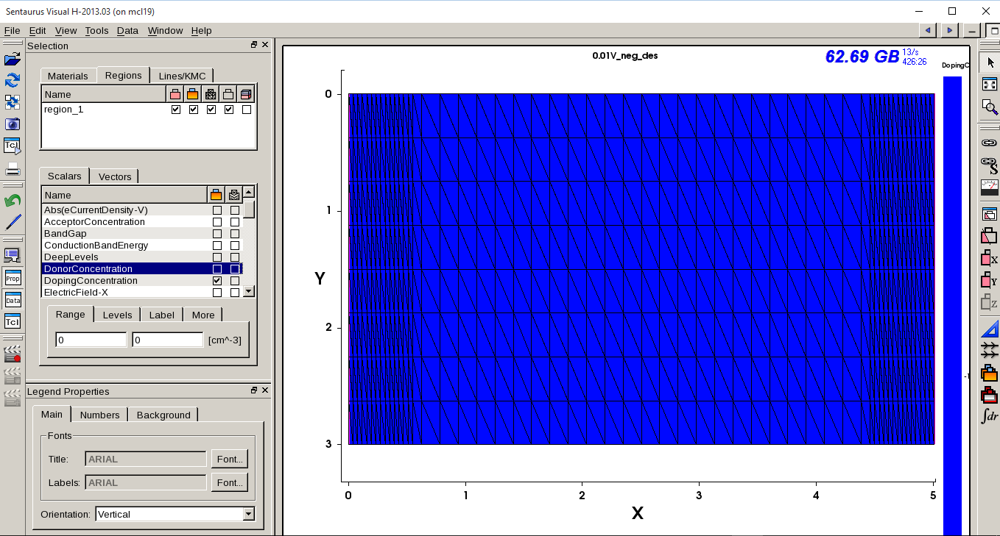 Sentaurus Visual H-2013.03 (on mcl19)
File Edit View Tools Data Window Help
Selection
Materials Regions Lines/KMC
Name
region_1
Scalars Vectors
Name
Abs(eCurrentDensity-V)
AcceptorConcentration
BandGap
ConductionBandEnergy
DeepLevels
DonorConcentration
DopingConcentration
ElectricField-X
Range Levels Label More
0 0 [cm^-3]
Legend Properties
Main Numbers Background
Fonts
Title: ARIAL Font...
Labels: ARIAL Font...
Orientation: Vertical
Tcl
Prop
Data
Tcl
0.01V_neg_des
62.69 GB 13/s
426:26
DopingC
0
1
Y
2
3
0 1 2 3 4 5
X
-1
S
X
Y
Z
∫dr